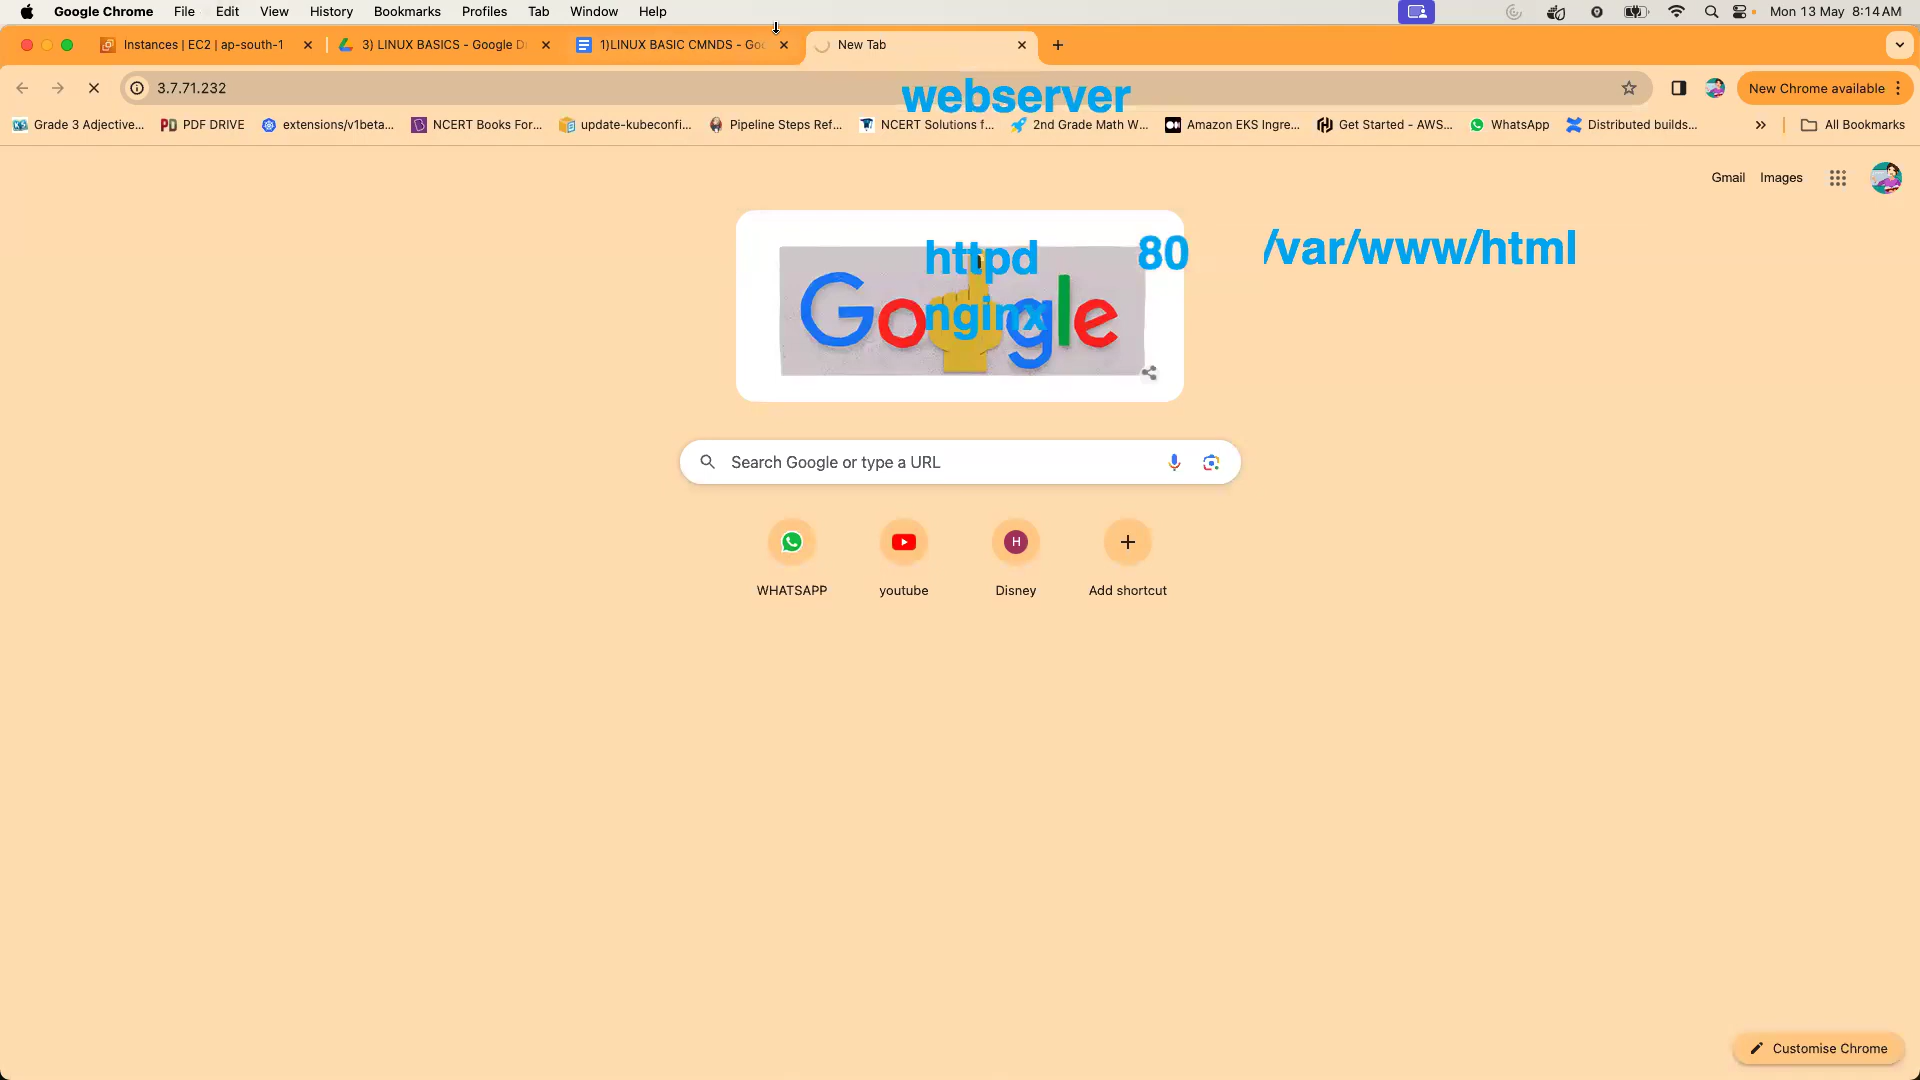 Google Chrome File Edit View History Bookmarks Profiles Tab Window Help Mon 13 May 8:14 AM
Instances | EC2 | ap-south-1 3) LINUX BASICS - Google D 1)LINUX BASIC CMNDS - Goo New Tab
3.7.71.232 New Chrome available
webserver
Grade 3 Adjective... PDF DRIVE extensions/v1beta... NCERT Books For... update-kubeconfi... Pipeline Steps Ref... NCERT Solutions f... 2nd Grade Math W... Amazon EKS Ingre... Get Started - AWS... WhatsApp Distributed builds... » All Bookmarks
Gmail Images
httpd 80 /var/www/html
nginx
Google
Search Google or type a URL
H
WHATSAPP youtube Disney Add shortcut
Customise Chrome